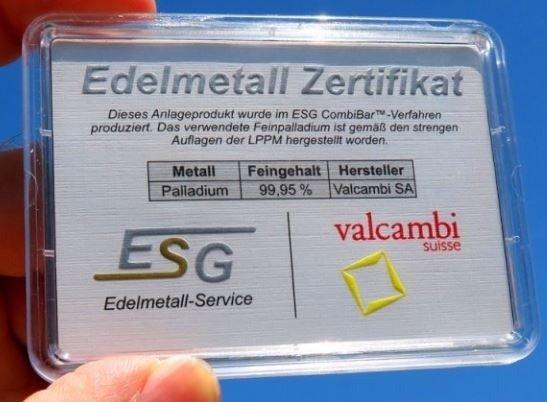 Edelmetall Zertifikat
Dieses Anlageprodukt wurde im ESG CombiBar™-Verfahren
produziert. Das verwendete Feinpalladium ist gemäß den strengen
Auflagen der LPPM hergestellt worden.
Metall Feingehalt Hersteller
Palladium 99,95 % Valcambi SA
ESG
Edelmetall-Service
valcambi
suisse